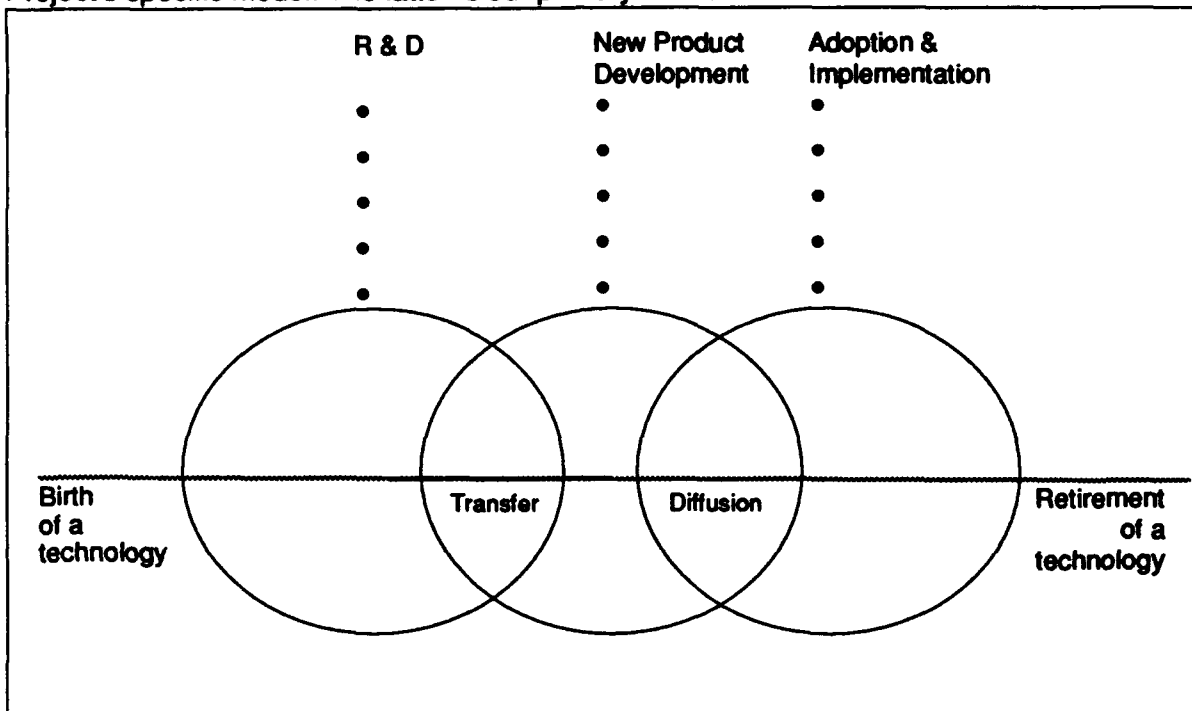 R & D
New Product
Development
Adoption &
Implementation
Birth
of a
technology
Transfer
Diffusion
Retirement
of a
technology